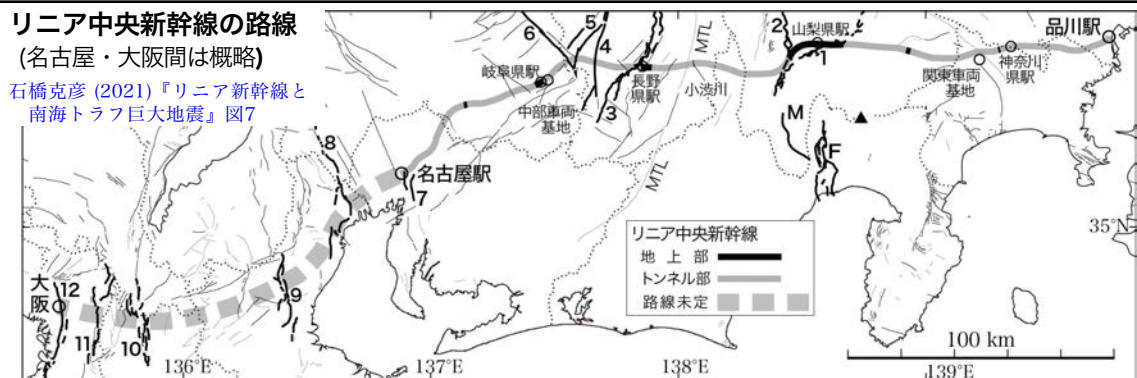 リニア中央新幹線の路線
(名古屋・大阪間は概略)
石橋克彦 (2021)『リニア新幹線と
南海トラフ巨大地震』図7
137°E
138°E
品川駅
山梨県駅
神奈川
県駅
関東車両
基地
岐阜県駅
中部車両
基地
長野
県駅
小渋川
MTL
MTL
名古屋駅
大
阪
1
2
3
4
5
6
7
8
9
10
11
12
M
F
35°N
リニア中央新幹線
地上部
トンネル部
路線未定
100 km
136°E
137°E
138°E
139°E